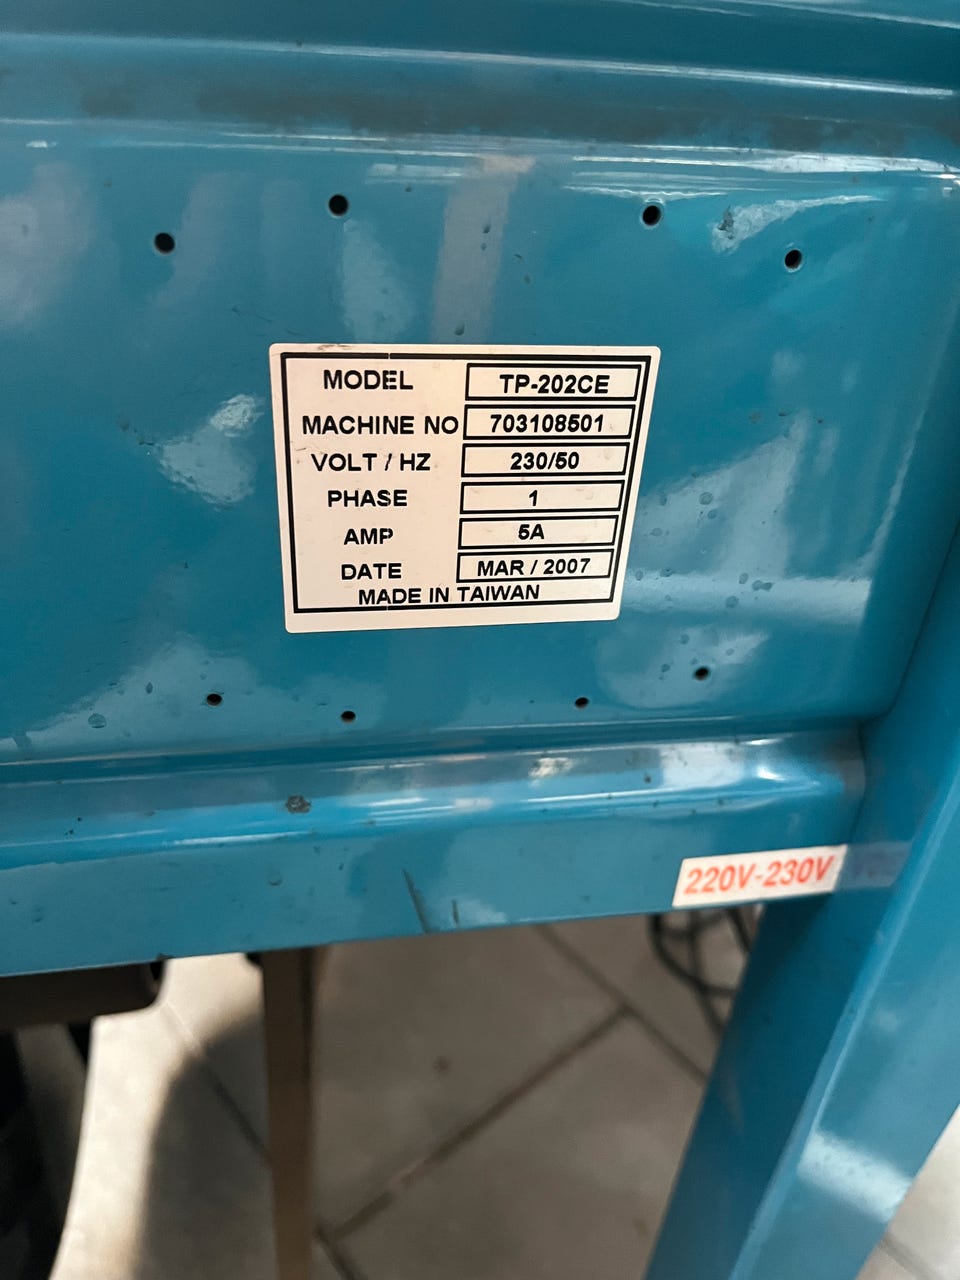 MODEL TP-202CE
MACHINE NO 703108501
VOLT / HZ 230/50
PHASE 1
AMP 5A
DATE MAR / 2007
MADE IN TAIWAN
220V-230V